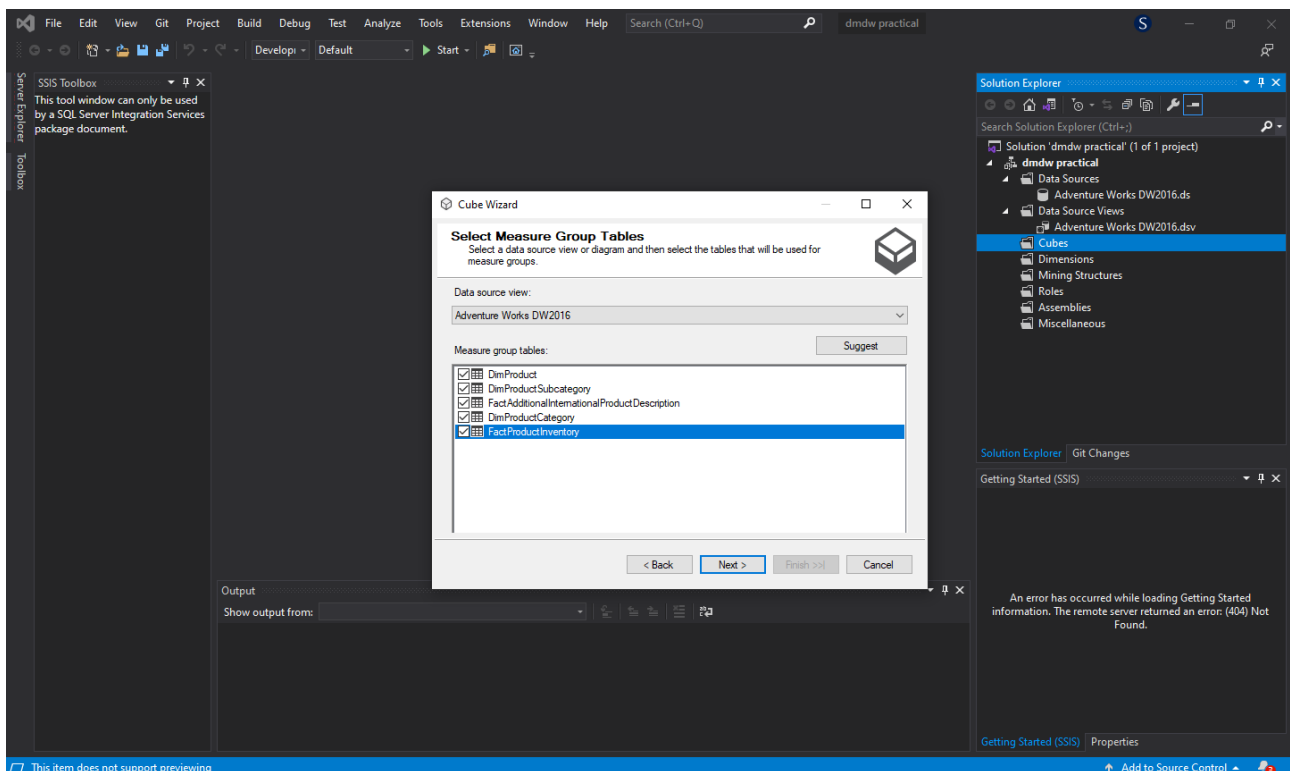 File Edit View Git Project Build Debug Test Analyze Tools Extensions Window Help Search (Ctrl+Q) dmdw practical S
Developi Default Start
Server Explorer
Toolbox
SSIS Toolbox
This tool window can only be used
by a SQL Server Integration Services
package document.
Cube Wizard
Select Measure Group Tables
Select a data source view or diagram and then select the tables that will be used for
measure groups.
Data source view:
Adventure Works DW2016
Suggest
Measure group tables:
DimProduct
DimProductSubcategory
FactAdditionalInternationalProductDescription
DimProductCategory
FactProductInventory
< Back Next > Finish >>| Cancel
Output
Show output from:
Solution Explorer
Search Solution Explorer (Ctrl+;)
Solution 'dmdw practical' (1 of 1 project)
dmdw practical
Data Sources
Adventure Works DW2016.ds
Data Source Views
Adventure Works DW2016.dsv
Cubes
Dimensions
Mining Structures
Roles
Assemblies
Miscellaneous
Solution Explorer Git Changes
Getting Started (SSIS)
An error has occurred while loading Getting Started
information. The remote server returned an error: (404) Not
Found.
Getting Started (SSIS) Properties
This item does not support previewing
Add to Source Control